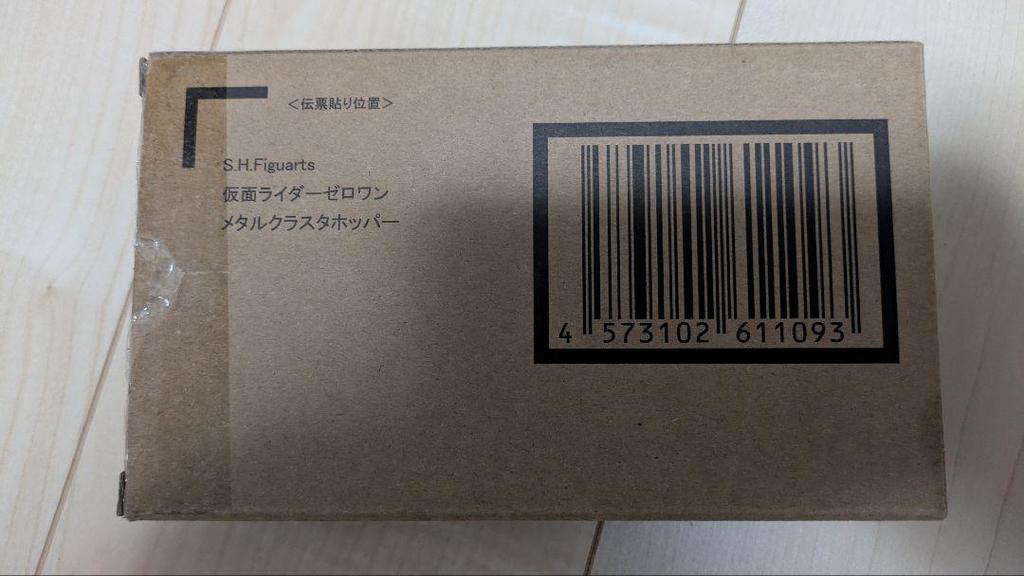 ＜伝票貼り位置＞
S.H.Figuarts
仮面ライダーゼロワン
メタルクラスタホッパー
4 573102 611093